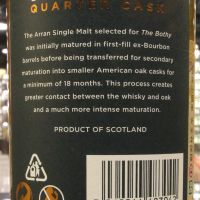 QUARTER CASK
The Arran Single Malt selected for The Bothy
was initially matured in first-fill ex-Bourbon
barrels before being transferred for secondary
maturation into smaller American oak casks for
a minimum of 18 months. This process creates
greater contact between the whisky and oak
and a much more intense maturation.
PRODUCT OF SCOTLAND